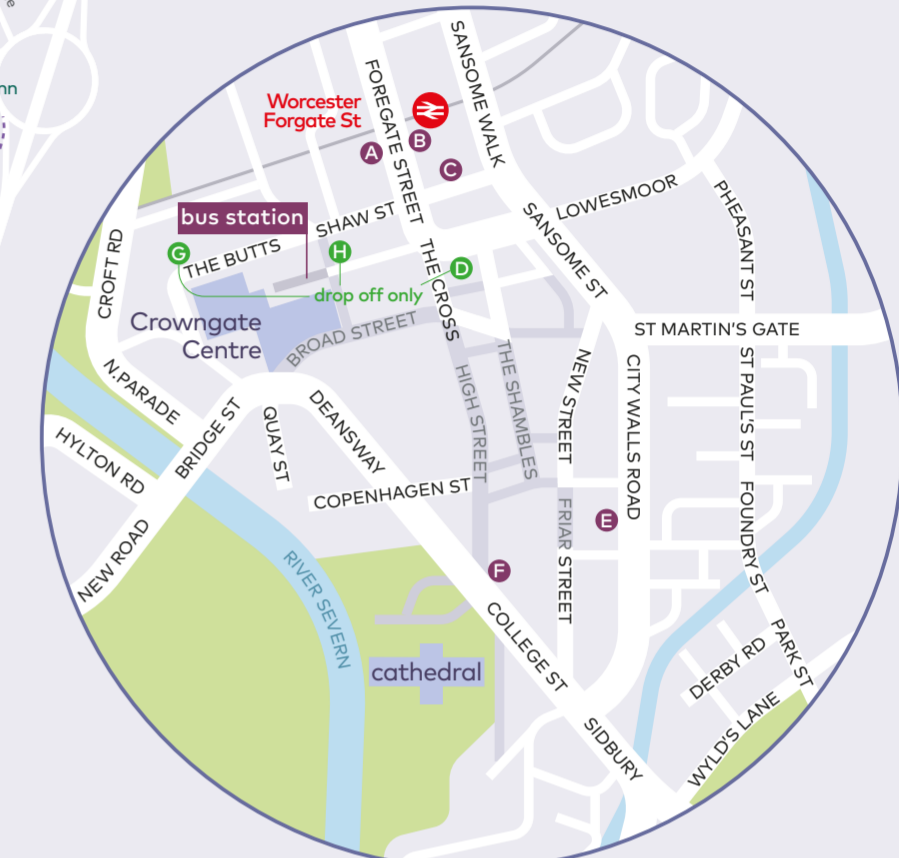 nn
e
SANSOME WALK
FOREGATE STREET
Worcester
Forgate St
A
B
C
bus station
SHAW ST
LOWESMOOR
PHEASANT ST
SANSOME ST
CROFT RD
G
THE BUTTS
H
D
THE CROSS
drop off only
Crowngate
Centre
BROAD STREET
ST MARTIN'S GATE
N.PARADE
HIGH STREET
THE SHAMBLES
NEW STREET
CITY WALLS ROAD
ST PAUL'S ST
BRIDGE ST
QUAY ST
DEANSWAY
HYLTON RD
COPENHAGEN ST
FOUNDRY ST
E
FRIAR STREET
NEW ROAD
RIVER SEVERN
F
COLLEGE ST
PARK ST
DERBY RD
cathedral
WYLD'S LANE
SIDBURY